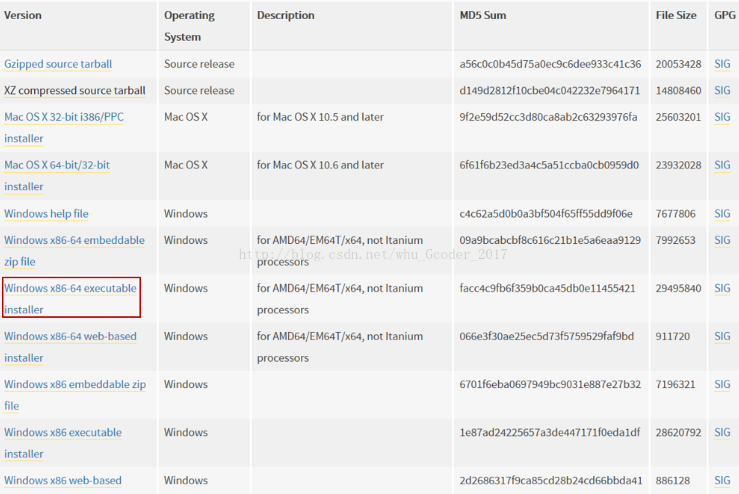 Version Operating System Description MD5 Sum File Size GPG
Gzipped source tarball Source release a56c0c0b45d75a0ec9c6dee933c41c36 20053428 SIG
XZ compressed source tarball Source release d149d2812f10cbe04c042232e7964171 14808460 SIG
Mac OS X 32-bit i386/PPC installer Mac OS X for Mac OS X 10.5 and later 9f2e59d52cc3d80ca8ab2c63293976fa 25603201 SIG
Mac OS X 64-bit/32-bit installer Mac OS X for Mac OS X 10.6 and later 6f61f6b23ed3a4c5a51ccba0cb0959d0 23932028 SIG
Windows help file Windows c4c62a5d0b0a3bf504f65ff55dd9f06e 7677806 SIG
Windows x86-64 embeddable zip file Windows for AMD64/EM64T/x64, not Itanium processors 09a9bcabcbf8c616c21b1e5a6eaa9129 7992653 SIG
http://blog.csdn.net/whu_Gcoder_2017
Windows x86-64 executable installer Windows for AMD64/EM64T/x64, not Itanium processors facc4c9fb6f359b0ca45db0e11455421 29495840 SIG
Windows x86-64 web-based installer Windows for AMD64/EM64T/x64, not Itanium processors 066e3f30ae25ec5d73f5759529faf9bd 911720 SIG
Windows x86 embeddable zip file Windows 6701f6eba0697949bc9031e887e27b32 7196321 SIG
Windows x86 executable installer Windows 1e87ad24225657a3de447171f0eda1df 28620792 SIG
Windows x86 web-based Windows 2d2686317f9ca85cd28b24cd66bbda41 886128 SIG